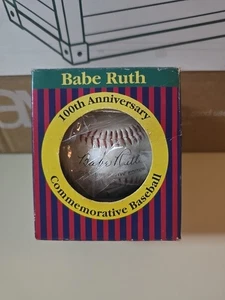 Babe Ruth
100th Anniversary
Babe Ruth
Commemorative Baseball